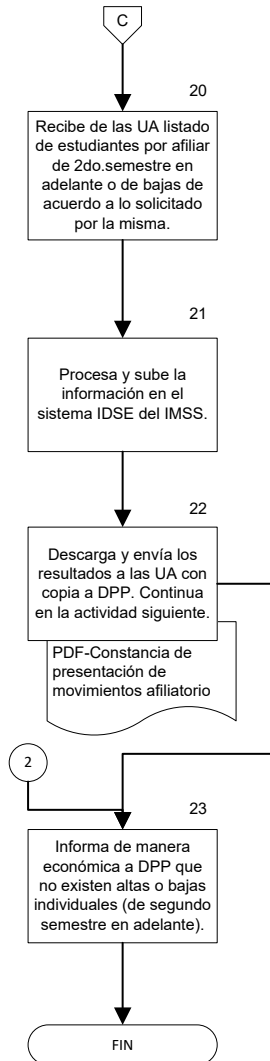 C
20
Recibe de las UA listado
de estudiantes por afiliar
de 2do.semestre en
adelante o de bajas de
acuerdo a lo solicitado
por la misma.
21
Procesa y sube la
información en el
sistema IDSE del IMSS.
22
Descarga y envía los
resultados a las UA con
copia a DPP. Continua
en la actividad siguiente.
PDF-Constancia de
presentación de
movimientos afiliatorio
2
23
Informa de manera
económica a DPP que
no existen altas o bajas
individuales (de segundo
semestre en adelante).
FIN